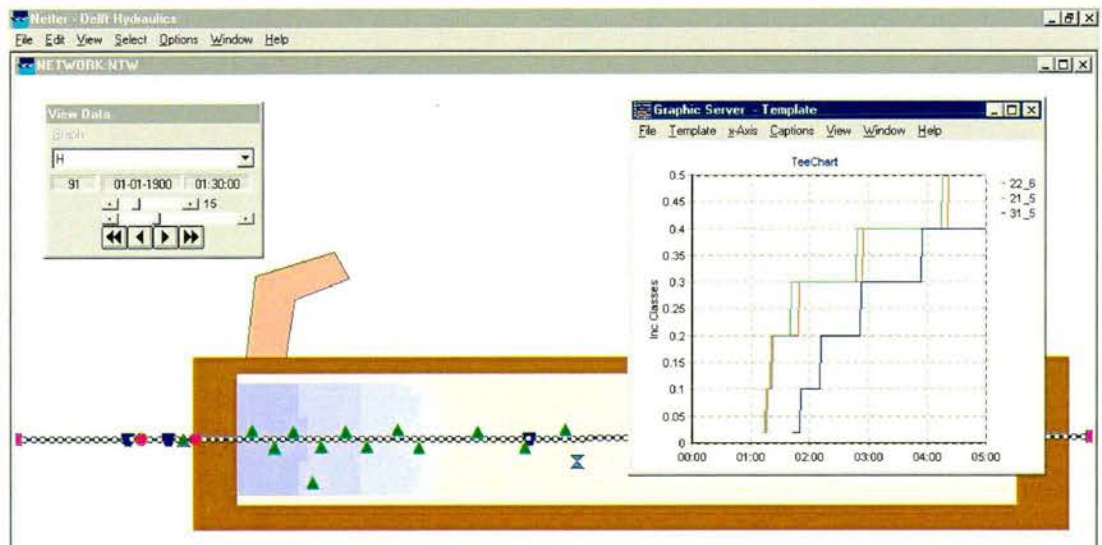 Netter - Delft Hydraulics
File Edit View Select Options Window Help
NETWORK.NTW
View Data
Graph
H
91 01-01-1900 01:30:00
15
Graphic Server - Template
File Template x-Axis Captions View Window Help
TeeChart
22_6
21_5
31_5
0.5
0.45
0.4
0.35
0.3
0.25
0.2
0.15
0.1
0.05
0
Inc Classes
00:00 01:00 02:00 03:00 04:00 05:00